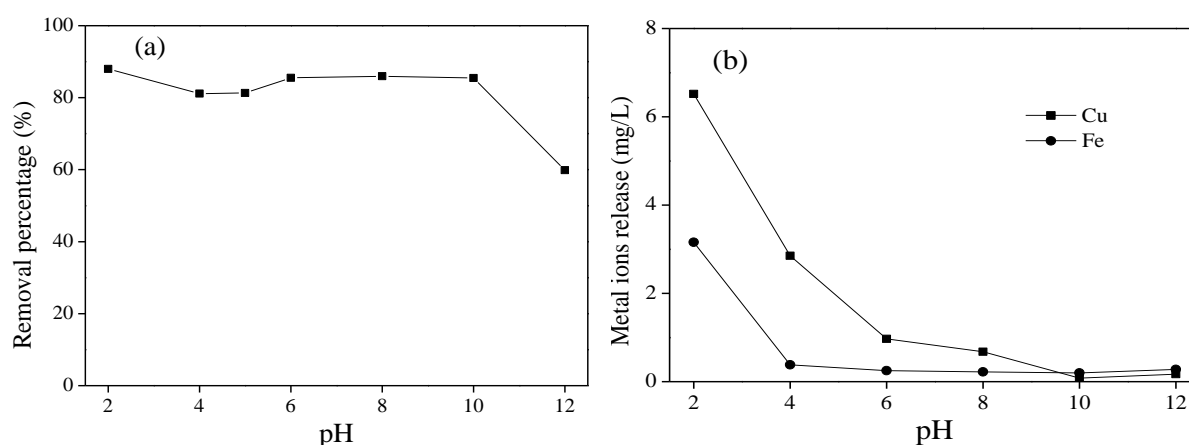 (a)
Removal percentage (%)
100
80
60
40
20
0
2 4 6 8 10 12
pH
(b)
Metal ions release (mg/L)
8
6
4
2
0
Cu
Fe
2 4 6 8 10 12
pH